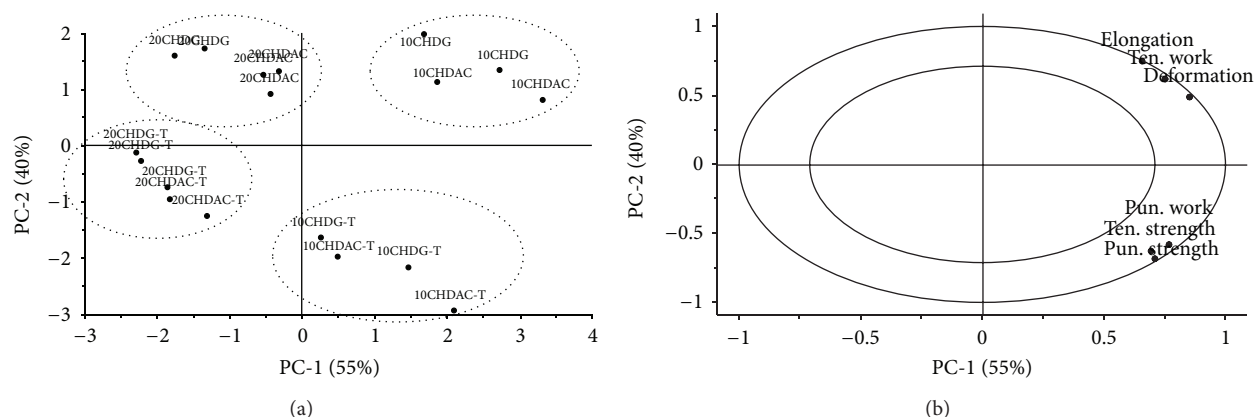 2
1
0
−1
−2
−3
PC-2 (40%)
20CHDG
20CHDG
20CHDAC
20CHDAC
20CHDAC
10CHDG
10CHDG
10CHDAC
10CHDAC
20CHDG-T
20CHDG-T
20CHDG-T
20CHDAC-T
20CHDAC-T
10CHDG-T
10CHDAC-T
10CHDG-T
10CHDAC-T
−3
−2
−1
0
1
2
3
4
PC-1 (55%)
(a)
1
0.5
0
−0.5
−1
PC-2 (40%)
Elongation
Ten. work
Deformation
Pun. work
Ten. strength
Pun. strength
−1
−0.5
0
0.5
1
PC-1 (55%)
(b)